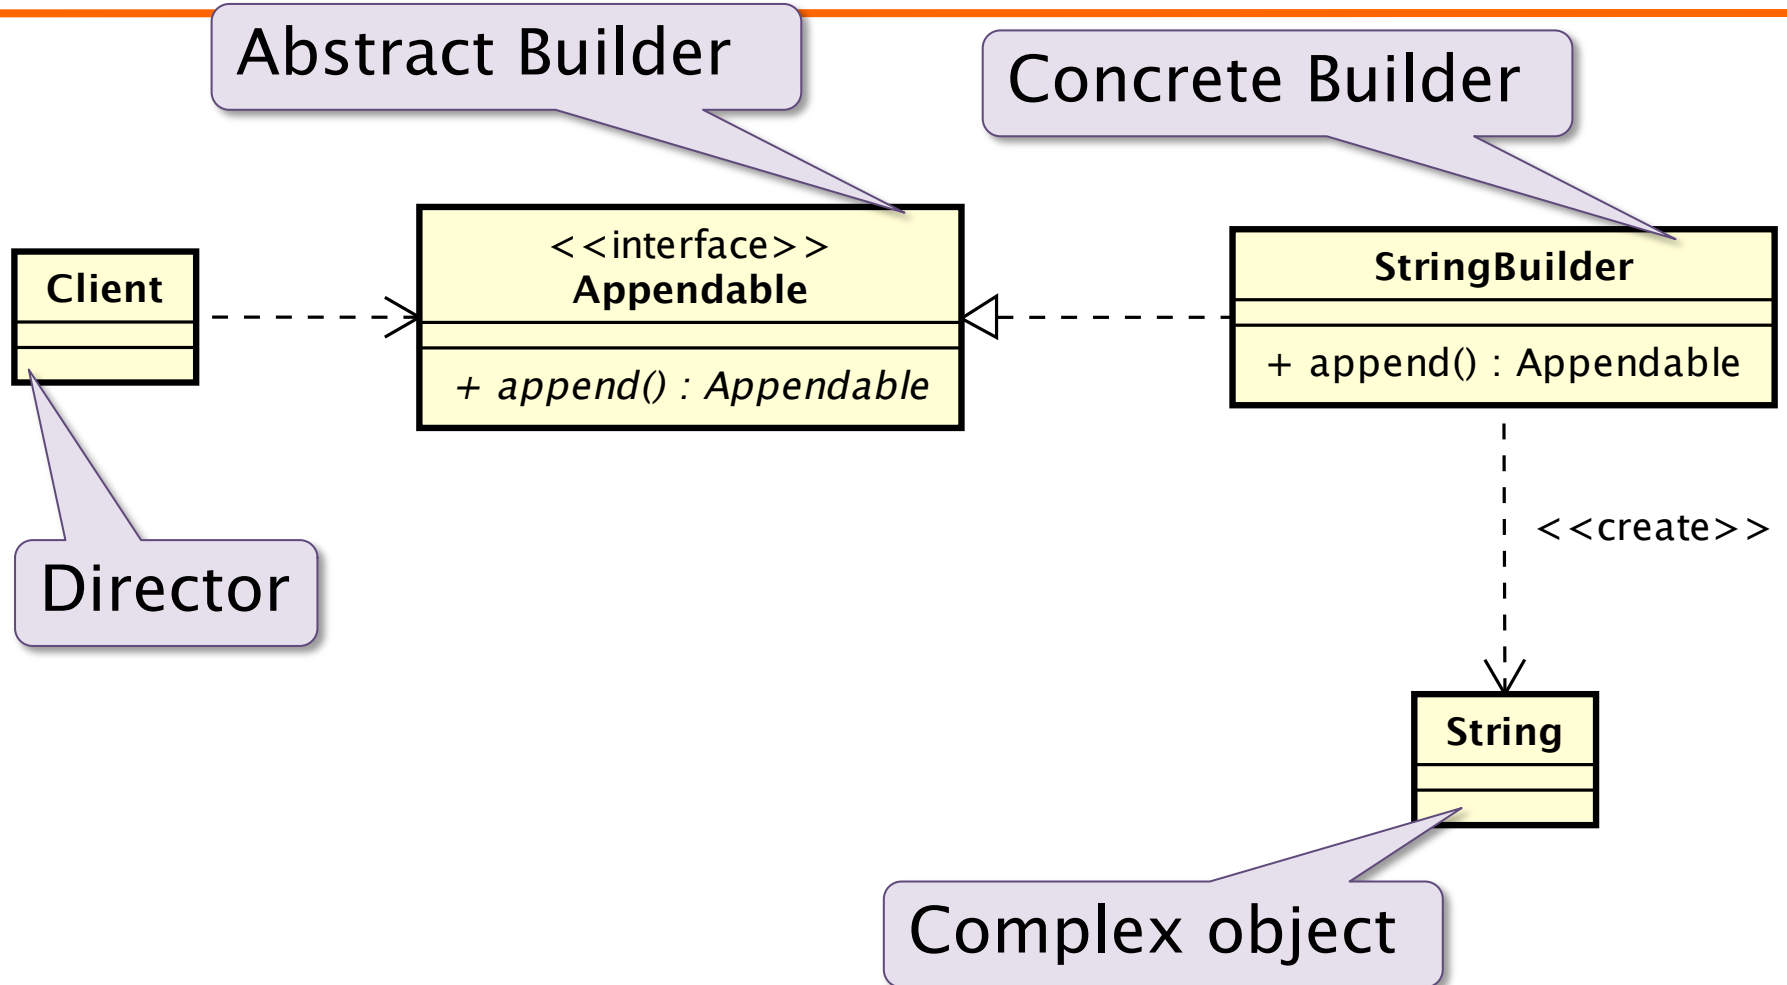 Abstract Builder
Concrete Builder
<<interface>>
Appendable
+ append() : Appendable
Client
StringBuilder
+ append() : Appendable
<<create>>
Director
String
Complex object